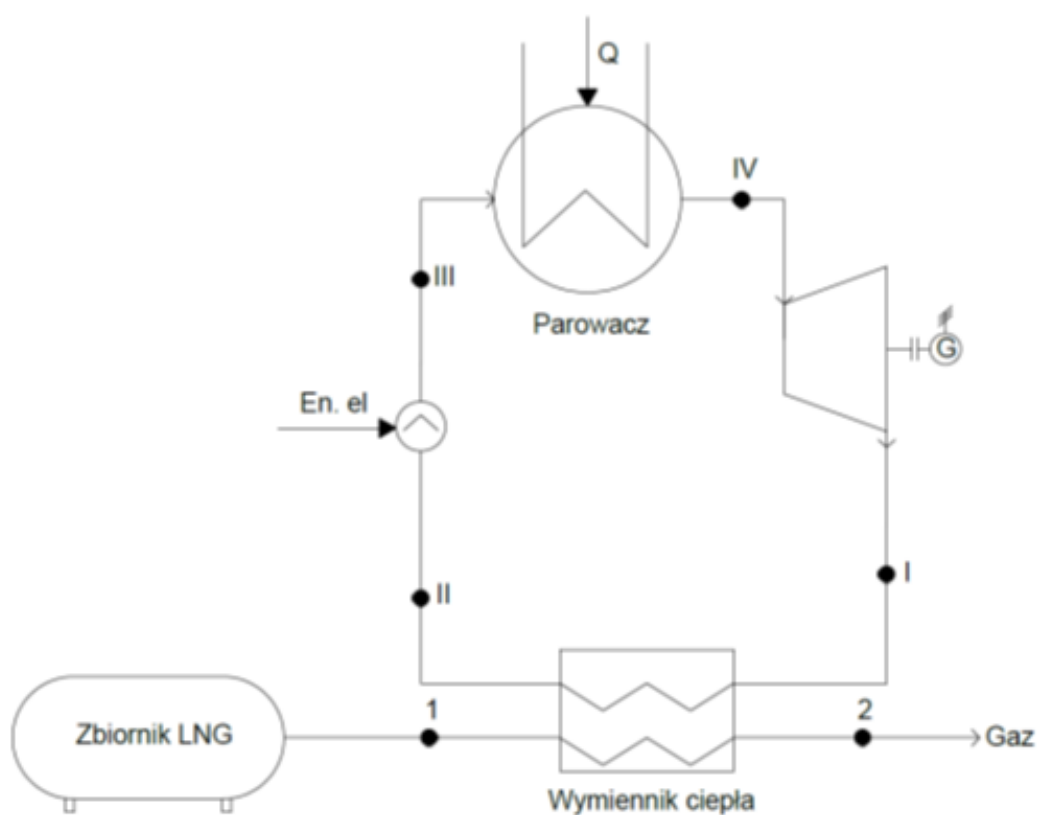 Q
IV
III
Parowacz
G
En. el
I
II
1
2
Zbiornik LNG
Gaz
Wymiennik ciepła